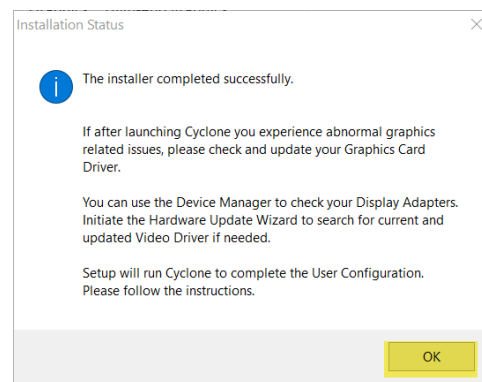 Installation Status
The installer completed successfully.
If after launching Cyclone you experience abnormal graphics
related issues, please check and update your Graphics Card
Driver.
You can use the Device Manager to check your Display Adapters.
Initiate the Hardware Update Wizard to search for current and
updated Video Driver if needed.
Setup will run Cyclone to complete the User Configuration.
Please follow the instructions.
OK